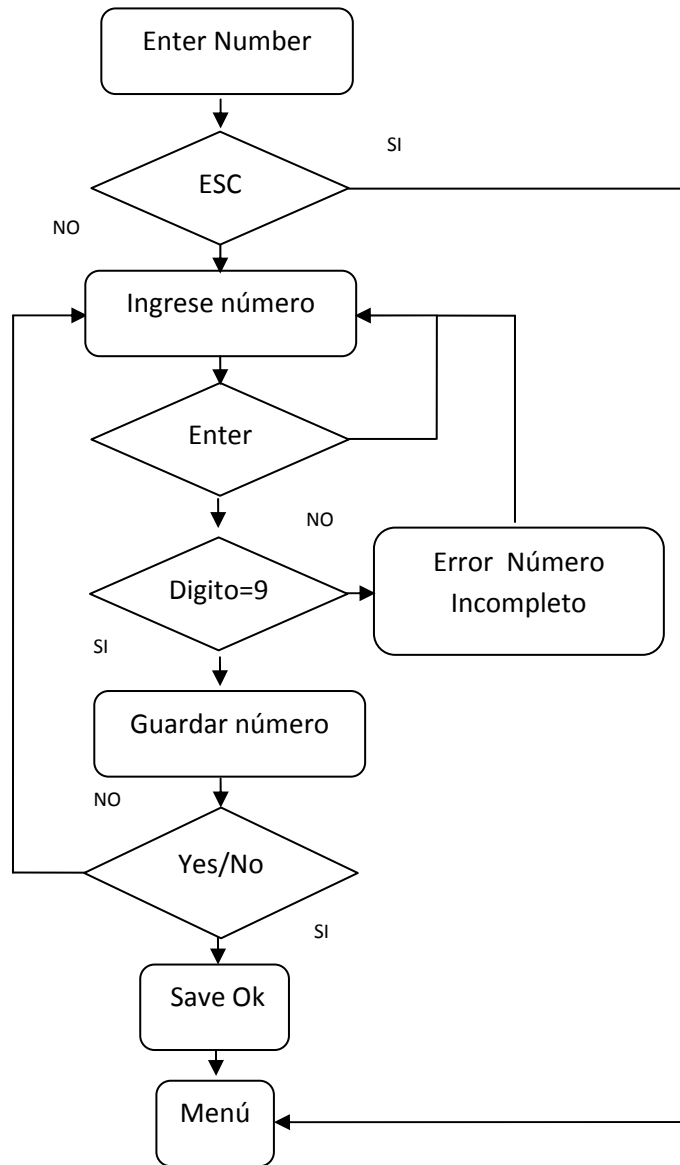 Enter Number
SI
ESC
NO
Ingrese número
Enter
NO
Error Número
Incompleto
Digito=9
SI
Guardar número
NO
Yes/No
SI
Save Ok
Menú